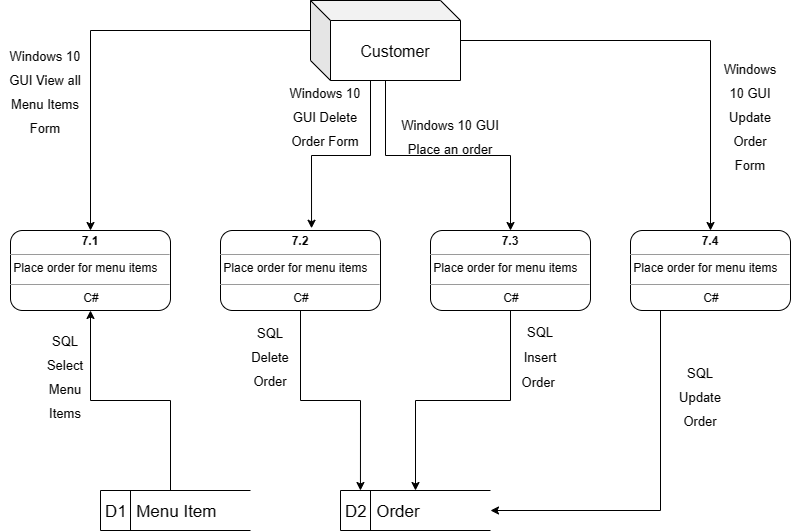 Customer
Windows 10
GUI View all
Menu Items
Form
Windows 10
GUI Delete
Order Form
Windows 10 GUI
Place an order
Windows
10 GUI
Update
Order
Form
7.1
Place order for menu items
C#
7.2
Place order for menu items
C#
7.3
Place order for menu items
C#
7.4
Place order for menu items
C#
SQL
Select
Menu
Items
SQL
Delete
Order
SQL
Insert
Order
SQL
Update
Order
D1 Menu Item
D2 Order